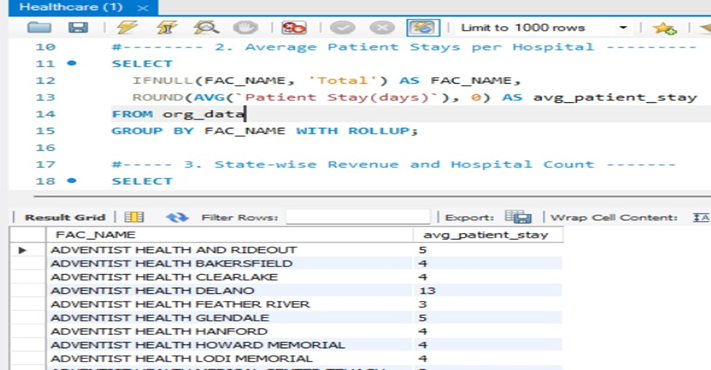 Healthcare (1)
Limit to 1000 rows
10 #-------- 2. Average Patient Stays per Hospital ---------
11 SELECT
12 IFNULL(FAC_NAME, 'Total') AS FAC_NAME,
13 ROUND(AVG(`Patient Stay(days)`), 0) AS avg_patient_stay
14 FROM org_data
15 GROUP BY FAC_NAME WITH ROLLUP;
16
17 #----- 3. State-wise Revenue and Hospital Count -------
18 SELECT
Result Grid Filter Rows: Export: Wrap Cell Content:
FAC_NAME avg_patient_stay
ADVENTIST HEALTH AND RIDEOUT 5
ADVENTIST HEALTH BAKERSFIELD 4
ADVENTIST HEALTH CLEARLAKE 4
ADVENTIST HEALTH DELANO 13
ADVENTIST HEALTH FEATHER RIVER 3
ADVENTIST HEALTH GLENDALE 5
ADVENTIST HEALTH HANFORD 4
ADVENTIST HEALTH HOWARD MEMORIAL 4
ADVENTIST HEALTH LODI MEMORIAL 4